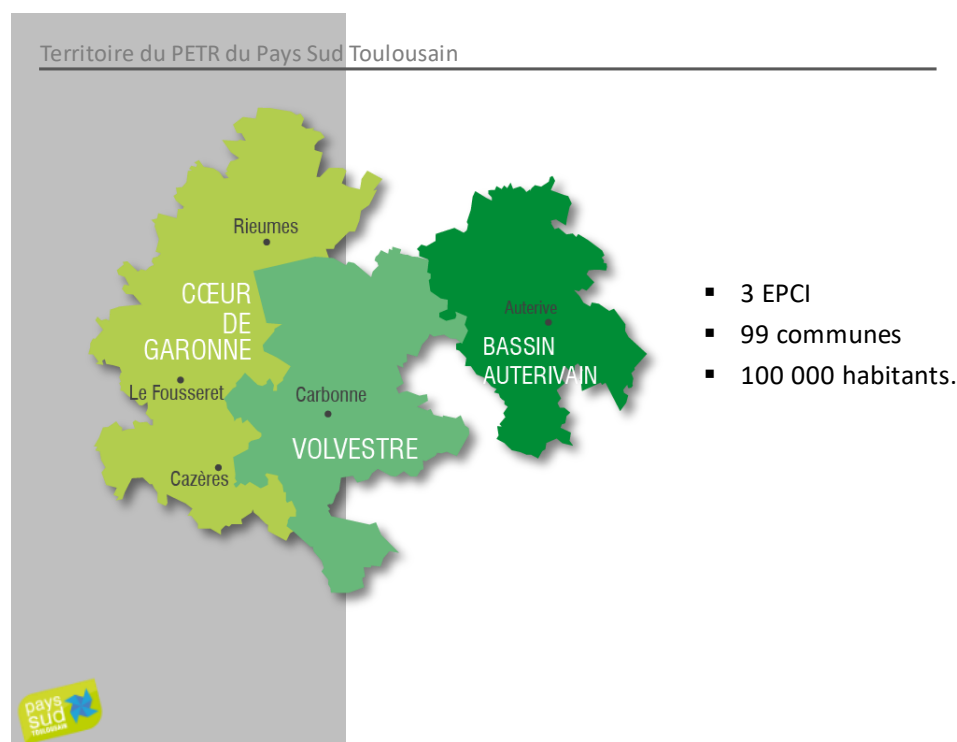 Territoire du PETR du Pays Sud Toulousain
Rieumes
CŒUR
DE
GARONNE
Le Fousseret
Cazères
Carbonne
VOLVESTRE
Auterive
BASSIN
AUTERIVAIN
▪ 3 EPCI
▪ 99 communes
▪ 100 000 habitants.
pays
sud
TOULOUSAIN